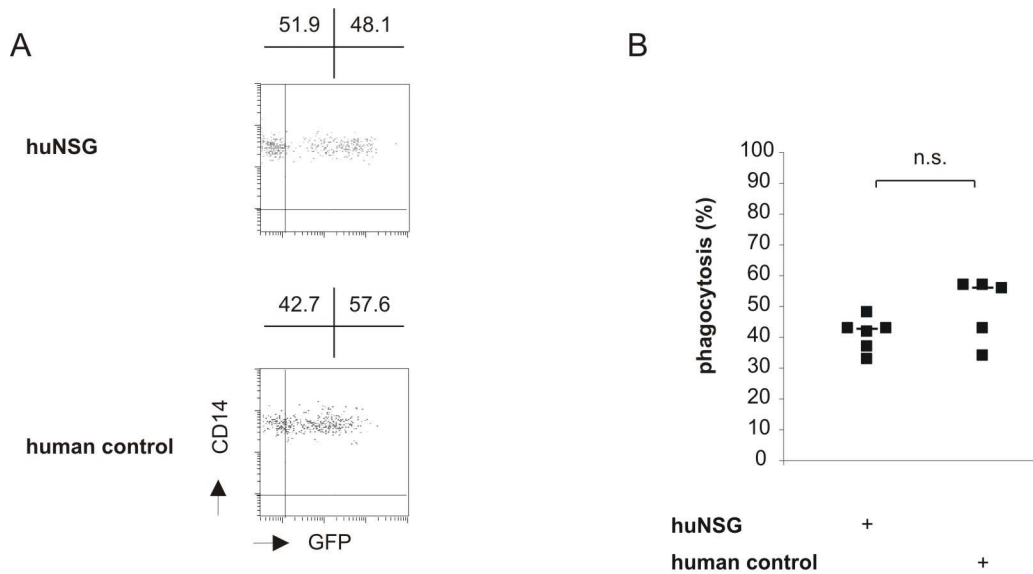 A
51.9 48.1
huNSG
42.7 57.6
human control
CD14
GFP
B
n.s.
phagocytosis (%)
100
90
80
70
60
50
40
30
20
10
0
huNSG +
human control +